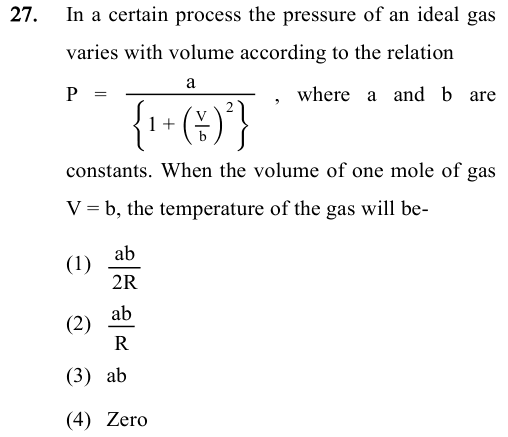 27. In a certain process the pressure of an ideal gas
varies with volume according to the relation
P = a / {1 + (V/b)²} , where a and b are
constants. When the volume of one mole of gas
V = b, the temperature of the gas will be-
(1) ab/2R
(2) ab/R
(3) ab
(4) Zero